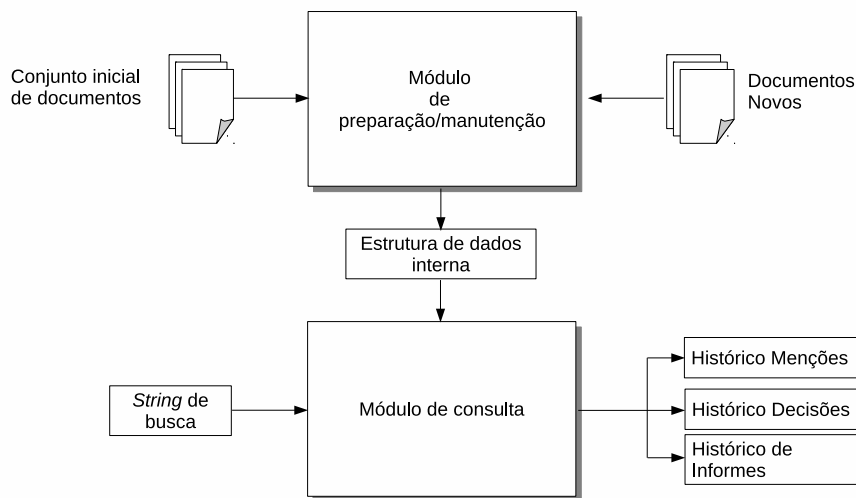 Conjunto inicial
de documentos
Módulo
de
preparação/manutenção
Documentos
Novos
Estrutura de dados
interna
String de
busca
Módulo de consulta
Histórico Menções
Histórico Decisões
Histórico de
Informes